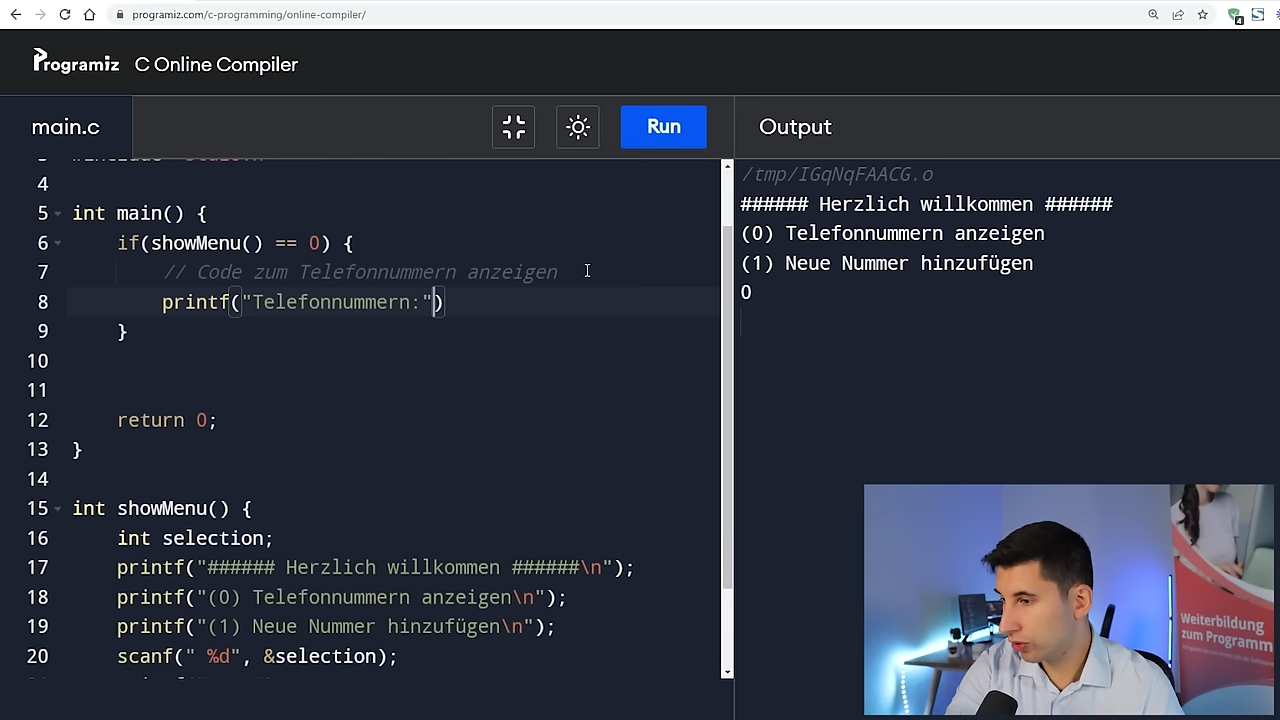 programiz.com/c-programming/online-compiler/
4
Programiz C Online Compiler
main.c
Run
Output
4
5 int main() {
6 if(showMenu() == 0) {
7 // Code zum Telefonnummern anzeigen
8 printf("Telefonnummern:")
9 }
10
11
12 return 0;
13 }
14
15 int showMenu() {
16 int selection;
17 printf("###### Herzlich willkommen ######\n");
18 printf("(0) Telefonnummern anzeigen\n");
19 printf("(1) Neue Nummer hinzufügen\n");
20 scanf(" %d", &selection);
/tmp/IGqNqFAACG.o
###### Herzlich willkommen ######
(0) Telefonnummern anzeigen
(1) Neue Nummer hinzufügen
0
Weiterbildung
zum Programm